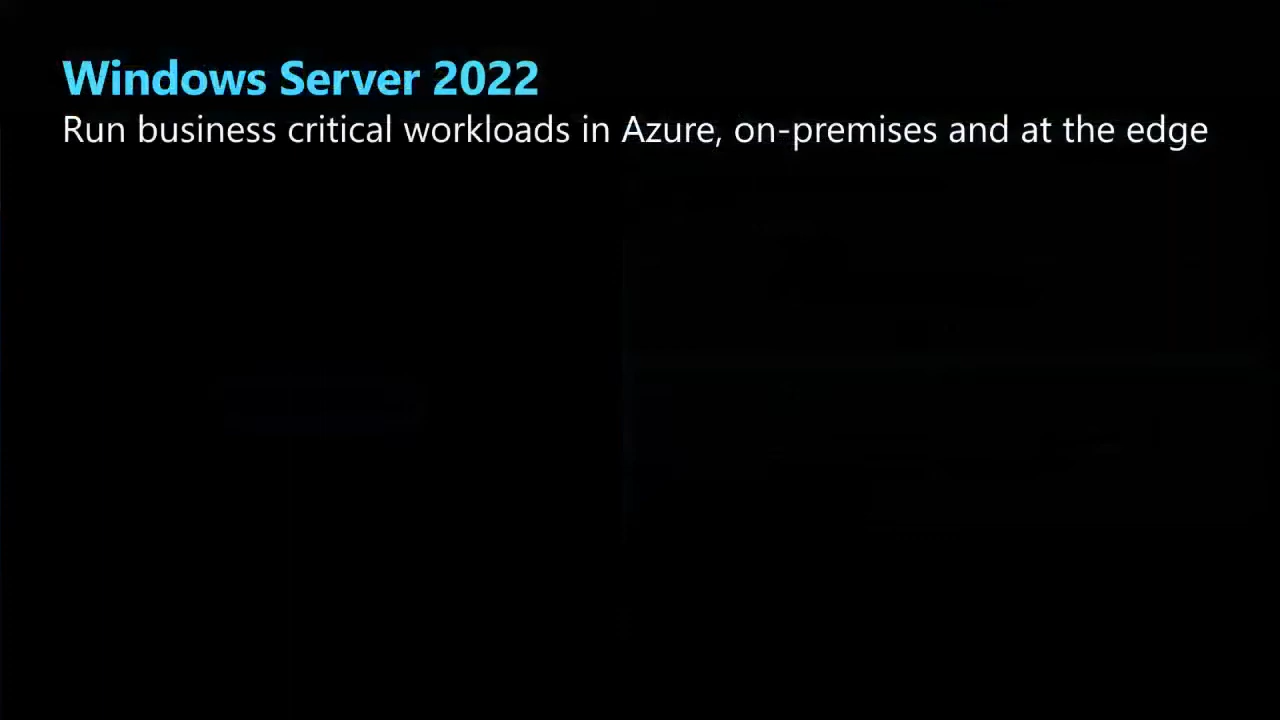 Windows Server 2022
Run business critical workloads in Azure, on-premises and at the edge